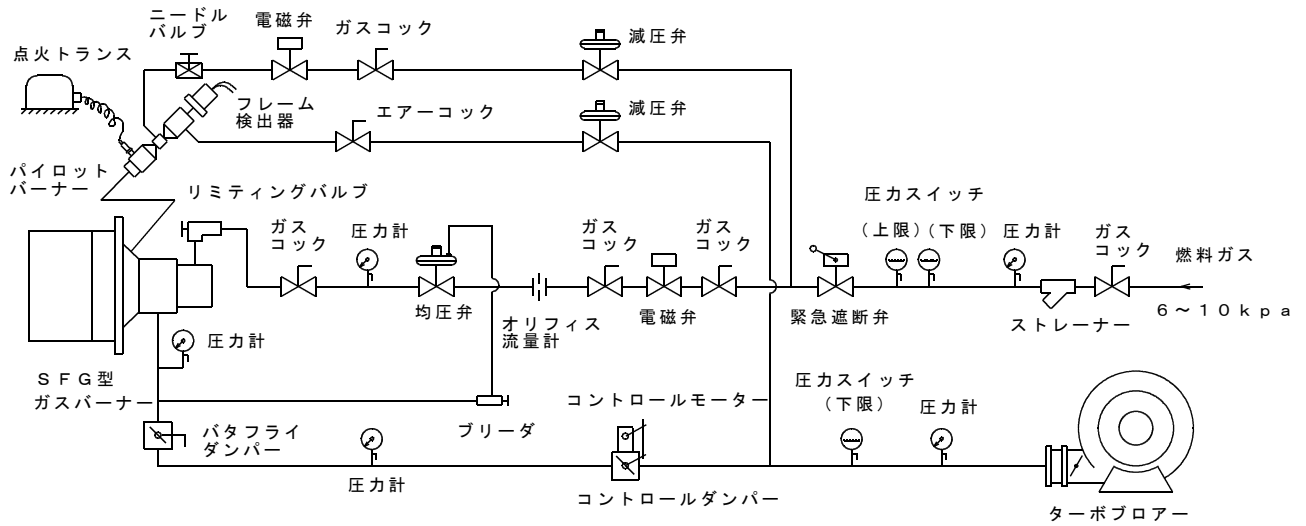 ニードル
バルブ
電磁弁
ガスコック
減圧弁
点火トランス
フレーム
検出器
エアーコック
減圧弁
パイロット
バーナー
リミティングバルブ
圧力スイッチ
(上限)
(下限)
圧力計
ガス
コック
燃料ガス
6~10kpa
ガス
コック
圧力計
ガス
コック
ガス
コック
均圧弁
オリフィス
流量計
電磁弁
緊急遮断弁
ストレーナー
圧力計
SFG型
ガスバーナー
バタフライ
ダンパー
圧力計
ブリーダ
コントロールモーター
コントロールダンパー
圧力スイッチ
(下限)
圧力計
ターボブロアー